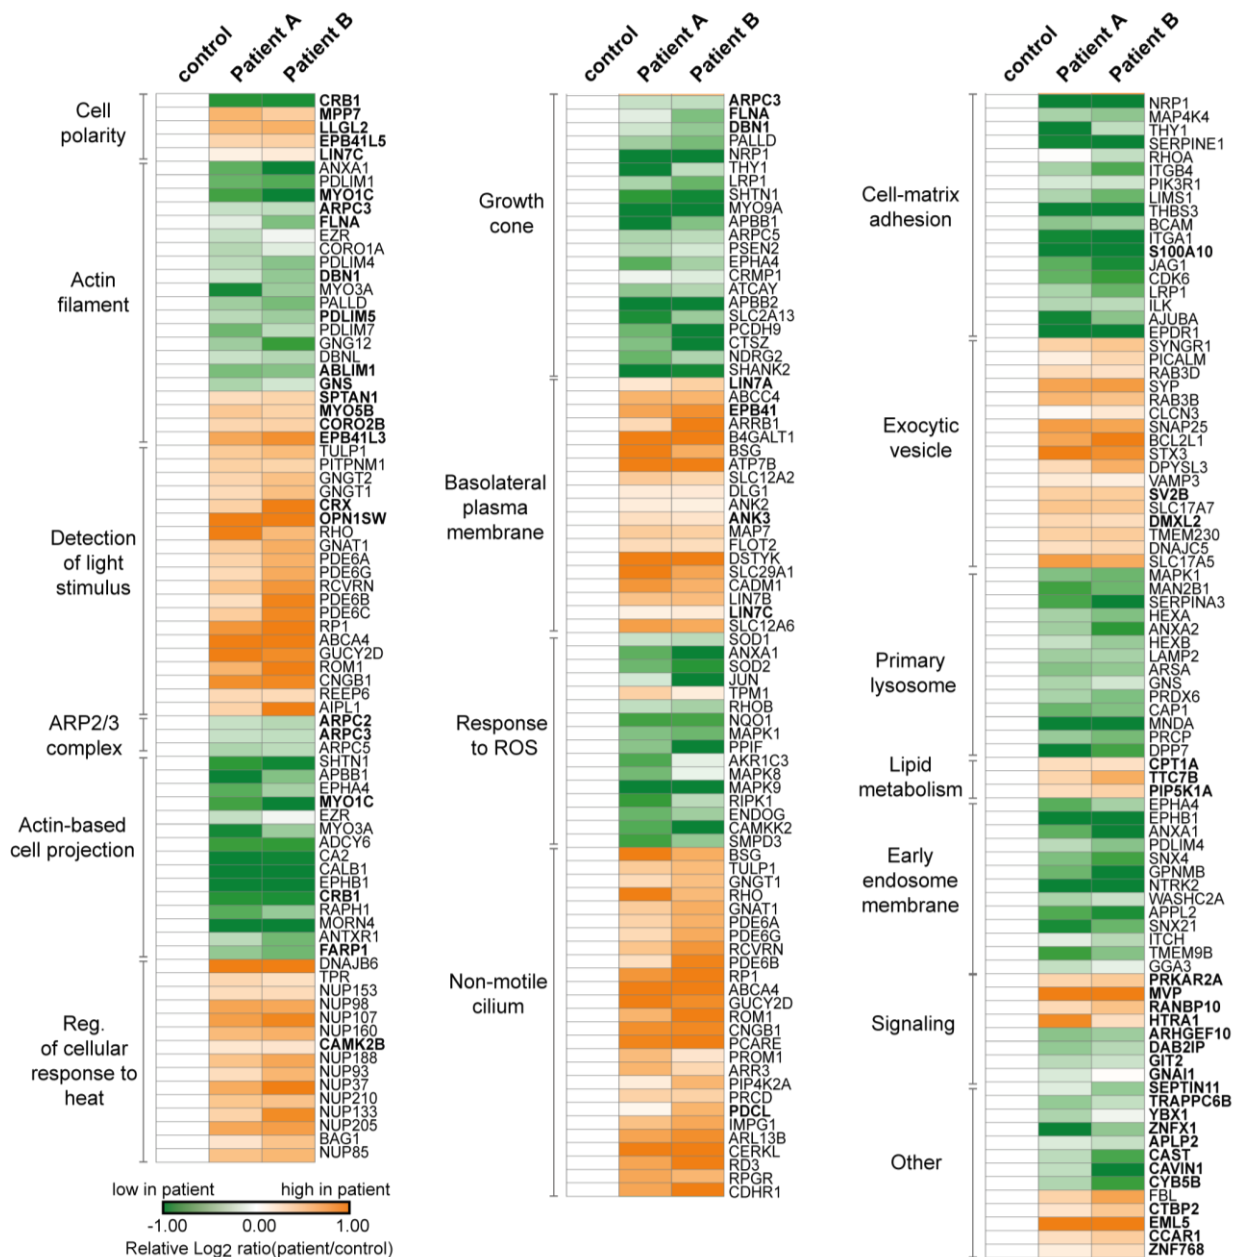 control
Patient A
Patient B
Cell
polarity
CRB1
MPP7
LLGL2
EPB41L5
LIN7C
Actin
filament
ANXA1
PDLIM1
MYO1C
ARPC3
FLNA
EZR
CORO1A
PDLIM4
DBN1
MYO3A
PALLD
PDLIM5
PDLIM7
GNG12
DBNL
ABLIM1
GNS
SPTAN1
MYO5B
CORO2B
EPB41L3
Detection
of light
stimulus
TULP1
PITPNM1
GNGT2
GNGT1
CRX
OPN1SW
RHO
GNAT1
PDE6A
PDE6G
RCVRN
PDE6B
PDE6C
RP1
ABCA4
GUCY2D
ROM1
CNGB1
REEP6
AIPL1
ARP2/3
complex
ARPC2
ARPC3
ARPC5
Actin-based
cell projection
SHTN1
APBB1
EPHA4
MYO1C
EZR
MYO3A
ADCY6
CA2
CALB1
EPHB1
CRB1
RAPH1
MORN4
ANTXR1
FARP1
Reg.
of cellular
response to
heat
DNAJB6
TPR
NUP153
NUP98
NUP107
NUP160
CAMK2B
NUP188
NUP93
NUP37
NUP210
NUP133
NUP205
BAG1
NUP85
low in patient
high in patient
-1.00
0.00
1.00
Relative Log2 ratio(patient/control)
control
Patient A
Patient B
Growth
cone
ARPC3
FLNA
DBN1
PALLD
NRP1
THY1
LRP1
SHTN1
MYO9A
APBB1
ARPC5
PSEN2
EPHA4
CRMP1
ATCAY
APBB2
SLC2A13
PCDH9
CTSZ
NDRG2
SHANK2
Basolateral
plasma
membrane
LIN7A
ABCC4
EPB41
ARRB1
B4GALT1
BSG
ATP7B
SLC12A2
DLG1
ANK2
ANK3
MAP7
FLOT2
DSTYK
SLC29A1
CADM1
LIN7B
LIN7C
SLC12A6
Response
to ROS
SOD1
ANXA1
SOD2
JUN
TPM1
RHOB
NQO1
MAPK1
PPIF
AKR1C3
MAPK8
MAPK9
RIPK1
ENDOG
CAMKK2
SMPD3
Non-motile
cilium
BSG
TULP1
GNGT1
RHO
GNAT1
PDE6A
PDE6G
RCVRN
PDE6B
RP1
ABCA4
GUCY2D
ROM1
CNGB1
PCARE
PROM1
ARR3
PIP4K2A
PRCD
PDCL
IMPG1
ARL13B
CERKL
RD3
RPGR
CDHR1
control
Patient A
Patient B
Cell-matrix
adhesion
NRP1
MAP4K4
THY1
SERPINE1
RHOA
ITGB4
PIK3R1
LIMS1
THBS3
BCAM
ITGA1
S100A10
JAG1
CDK6
LRP1
ILK
AJUBA
EPDR1
Exocytic
vesicle
SYNGR1
PICALM
RAB3D
SYP
RAB3B
CLCN3
SNAP25
BCL2L1
STX3
DPYSL3
VAMP3
SV2B
SLC17A7
DMXL2
TMEM230
DNAJC5
SLC17A5
Primary
lysosome
MAPK1
MAN2B1
SERPINA3
HEXA
ANXA2
HEXB
LAMP2
ARSA
GNS
PRDX6
CAP1
MNDA
PRCP
DPP7
Lipid
metabolism
CPT1A
TTC7B
PIP5K1A
Early
endosome
membrane
EPHA4
EPHB1
ANXA1
PDLIM4
SNX4
GPNMB
NTRK2
WASHC2A
APPL2
SNX21
ITCH
TMEM9B
GGA3
Signaling
PRKAR2A
MVP
RANBP10
HTRA1
ARHGEF10
DAB2IP
GIT2
GNAI1
Other
SEPTIN11
TRAPPC6B
YBX1
ZNFX1
APLP2
CAST
CAVIN1
CYB5B
FBL
CTBP2
EML5
CCAR1
ZNF768